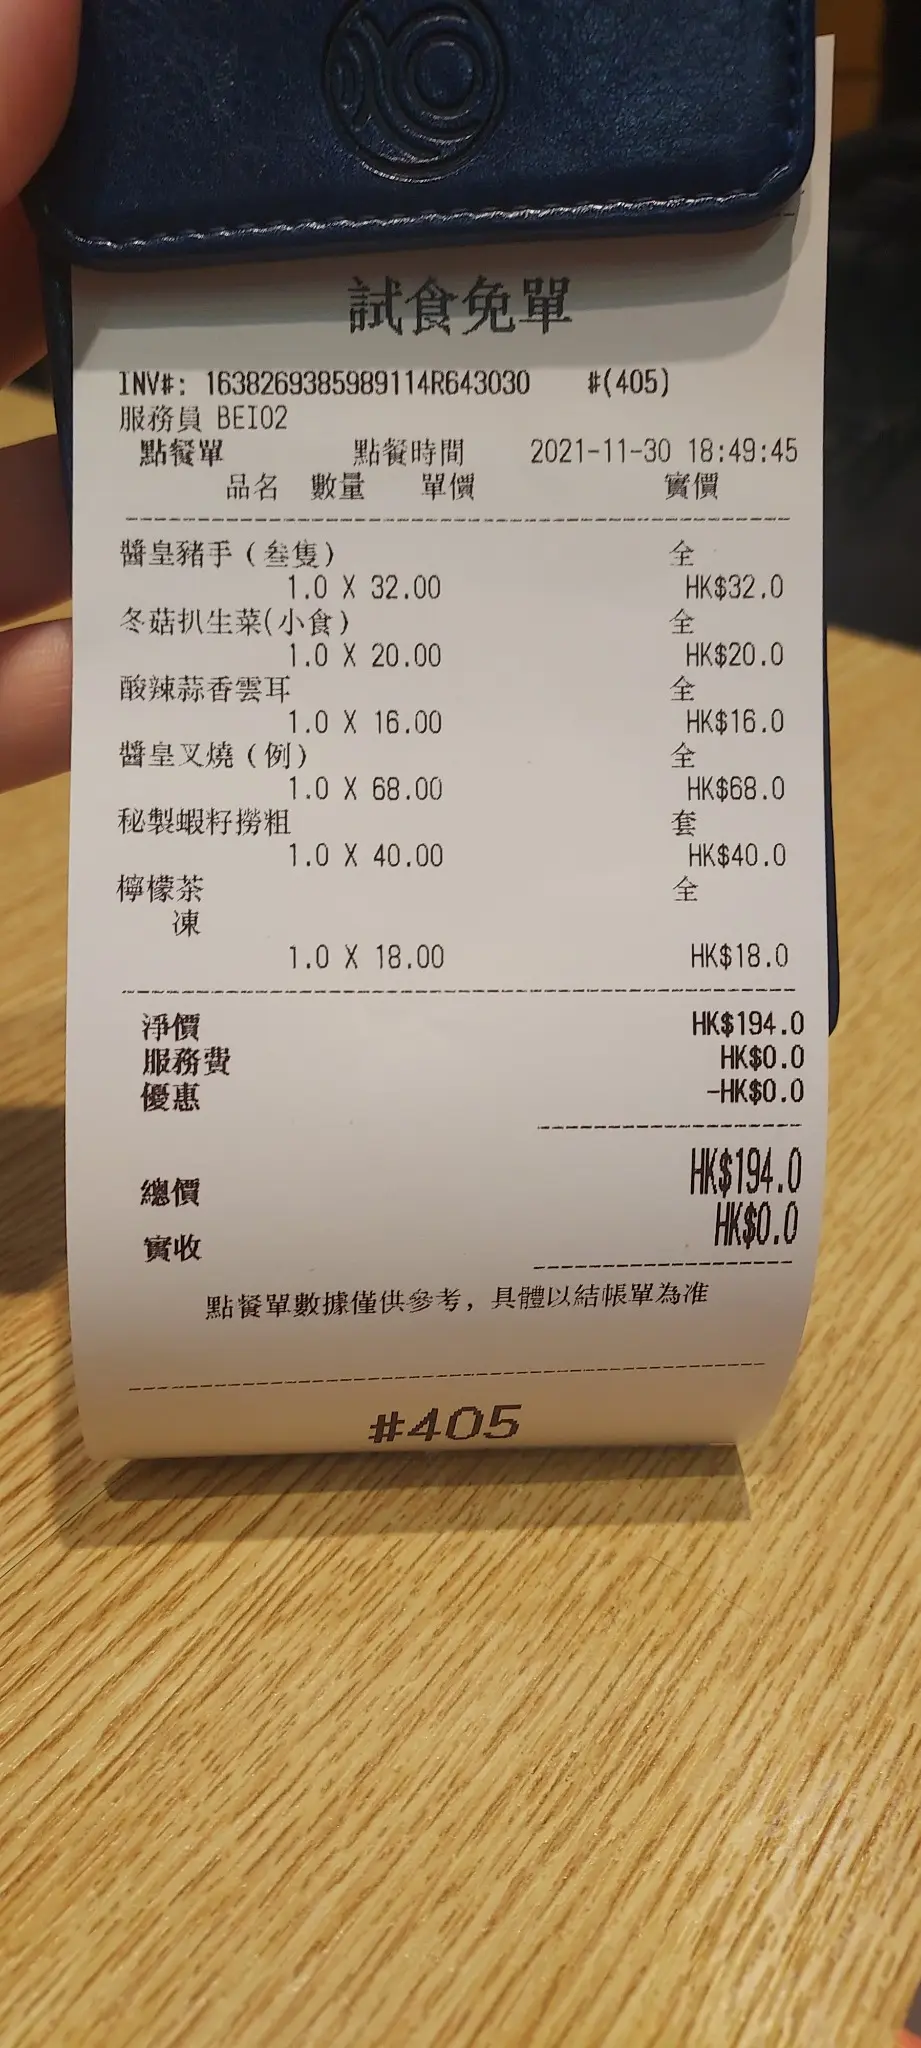 試食免單
INV#: 1638269385989114R643030 #(405)
服務員 BEI02
點餐單 點餐時間 2021-11-30 18:49:45
品名 數量 單價 實價
醬皇豬手(叁隻) 全
1.0 X 32.00 HK$32.0
冬菇扒生菜(小食) 全
1.0 X 20.00 HK$20.0
酸辣蒜香雲耳 全
1.0 X 16.00 HK$16.0
醬皇叉燒(例) 全
1.0 X 68.00 HK$68.0
秘製蝦籽撈粗 套
1.0 X 40.00 HK$40.0
檸檬茶 全
凍
1.0 X 18.00 HK$18.0
淨價 HK$194.0
服務費 HK$0.0
優惠 -HK$0.0
總價 HK$194.0
實收 HK$0.0
點餐單數據僅供參考，具體以結帳單為准
#405